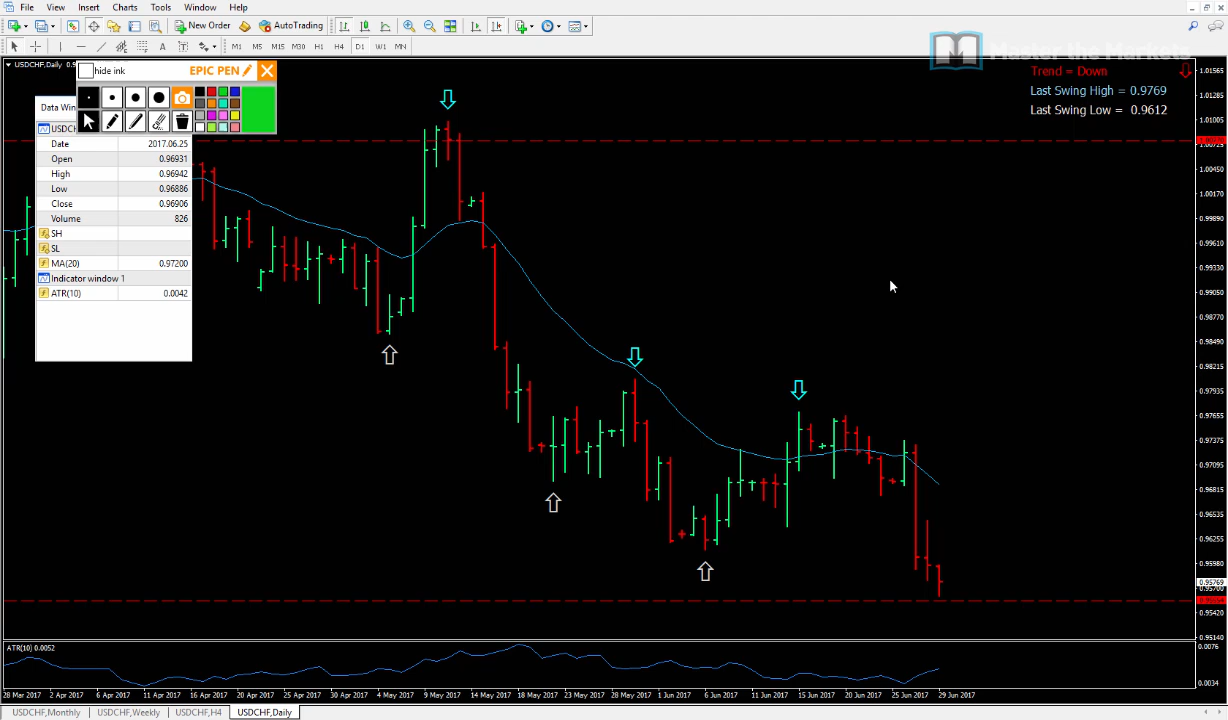 File View Insert Charts Tools Window Help
New Order AutoTrading
A T M1 M5 M15 M30 H1 H4 D1 W1 MN
Master the Markets
USDCHF,Daily
hide ink EPIC PEN
Trend = Down
Last Swing High = 0.9769
Last Swing Low = 0.9612
Data Win
USDCH
Date 2017.06.25
Open 0.96931
High 0.96942
Low 0.96886
Close 0.96906
Volume 826
SH
SL
MA(20) 0.97200
Indicator window 1
ATR(10) 0.0042
1.01565
1.01285
1.01005
1.00725
1.00450
1.00170
0.99890
0.99610
0.99330
0.99050
0.98770
0.98490
0.98215
0.97935
0.97655
0.97375
0.97095
0.96815
0.96535
0.96255
0.95980
0.95769
0.95420
0.95140
ATR(10) 0.0052
0.0076
0.0034
28 Mar 2017 2 Apr 2017 6 Apr 2017 11 Apr 2017 16 Apr 2017 20 Apr 2017 25 Apr 2017 30 Apr 2017 4 May 2017 9 May 2017 14 May 2017 18 May 2017 23 May 2017 28 May 2017 1 Jun 2017 6 Jun 2017 11 Jun 2017 15 Jun 2017 20 Jun 2017 25 Jun 2017 29 Jun 2017
USDCHF,Monthly USDCHF,Weekly USDCHF,H4 USDCHF,Daily